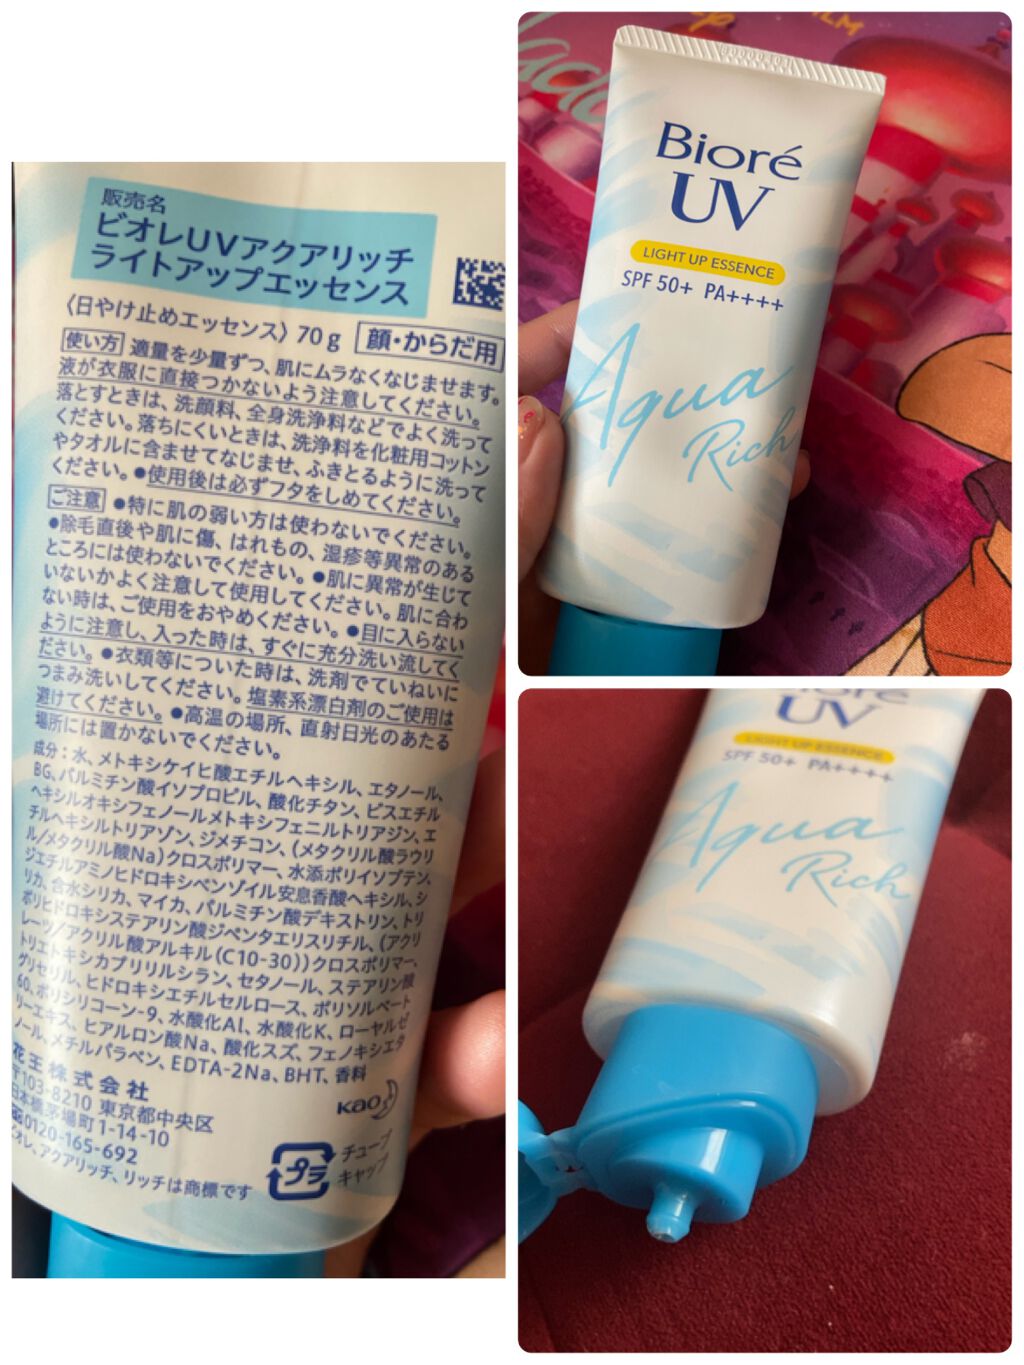 販売名
ビオレUVアクアリッチ
ライトアップエッセンス
〈日やけ止めエッセンス〉70g 顔・からだ用
使い方 適量を少量ずつ、肌にムラなくなじませます。
液が衣服に直接つかないよう注意してください。
落とすときは、洗顔料、全身洗浄料などでよく洗って
ください。落ちにくいときは、洗浄料を化粧用コットン
やタオルに含ませてなじませ、ふきとるように洗って
ください。●使用後は必ずフタをしめてください。
ご注意 ●特に肌の弱い方は使わないでください。
●除毛直後や肌に傷、はれもの、湿疹等異常のある
ところには使わないでください。●肌に異常が生じて
いないかよく注意して使用してください。肌に合わ
ない時は、ご使用をおやめください。●目に入らない
ように注意し、入った時は、すぐに充分洗い流してく
ださい。●衣類等についた時は、洗剤でていねいに
つまみ洗いしてください。塩素系漂白剤のご使用は
避けてください。●高温の場所、直射日光のあたる
場所には置かないでください。
成分：水、メトキシケイヒ酸エチルヘキシル、エタノール、
BG、パルミチン酸イソプロピル、酸化チタン、ビスエチル
ヘキシルオキシフェノールメトキシフェニルトリアジン、エ
チルヘキシルトリアゾン、ジメチコン、(メタクリル酸ラウリ
ル/メタクリル酸Na)クロスポリマー、水添ポリイソブテン、
ジエチルアミノヒドロキシベンゾイル安息香酸ヘキシル、シ
リカ、含水シリカ、マイカ、パルミチン酸デキストリン、トリ
ポリヒドロキシステアリン酸ジペンタエリスリチル、(アクリ
レーツ/アクリル酸アルキル(C10-30))クロスポリマー、
トリエトキシカプリリルシラン、セタノール、ステアリン酸
グリセリル、ヒドロキシエチルセルロース、ポリソルベート
60、ポリシリコーン-9、水酸化Al、水酸化K、ローヤルゼ
リーエキス、ヒアルロン酸Na、酸化スズ、フェノキシエタ
ノール、メチルパラベン、EDTA-2Na、BHT、香料
花王株式会社
〒103-8210 東京都中央区
日本橋茅場町1-14-10
0120-165-692
ビオレ、アクアリッチ、リッチは商標です
kao
プラ
チューブ
キャップ
Bioré
UV
LIGHT UP ESSENCE
SPF 50+ PA++++
Aqua
Rich
Bioré
UV
LIGHT UP ESSENCE
SPF 50+ PA++++
Aqua
Rich